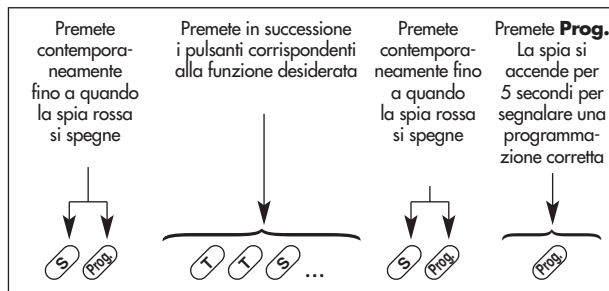 Premete
contempora-
neamente
fino a quando
la spia rossa
si spegne
Premete in successione
i pulsanti corrispondenti
alla funzione desiderata
Premete
contempora-
neamente fino
a quando
la spia rossa
si spegne
Premete Prog.
La spia si
accende per
5 secondi per
segnalare una
programma-
zione corretta
S Prog. T T S ... S Prog. Prog.